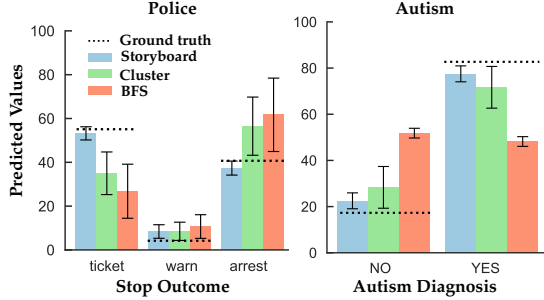 Police
Autism
Predicted Values
100
80
60
40
20
0
Ground truth
Storyboard
Cluster
BFS
ticket warn arrest
Stop Outcome
100
80
60
40
20
0
NO YES
Autism Diagnosis